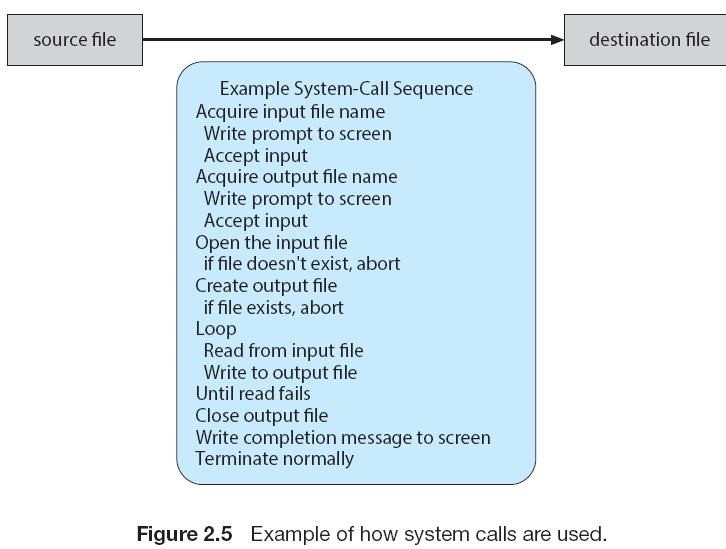 source file
destination file
Example System-Call Sequence
Acquire input file name
Write prompt to screen
Accept input
Acquire output file name
Write prompt to screen
Accept input
Open the input file
if file doesn't exist, abort
Create output file
if file exists, abort
Loop
Read from input file
Write to output file
Until read fails
Close output file
Write completion message to screen
Terminate normally
Figure 2.5 Example of how system calls are used.